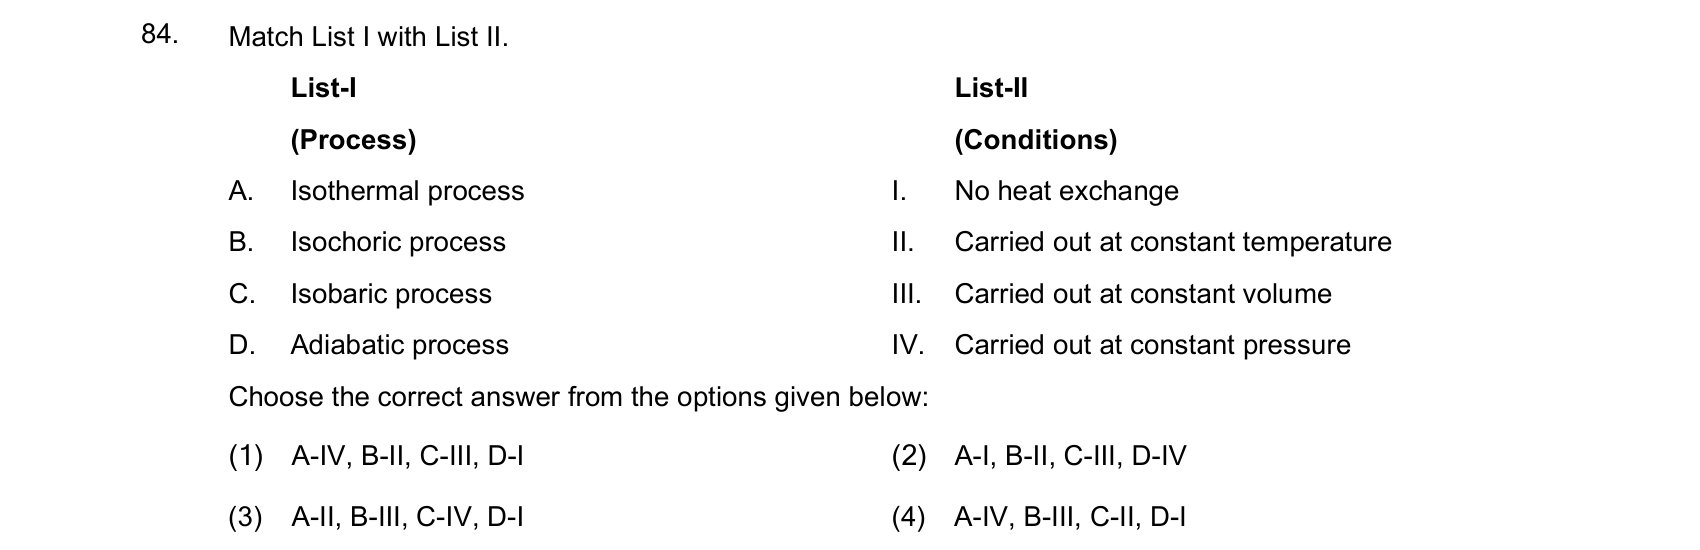 84. Match List I with List II.
List-I List-II
(Process) (Conditions)
A. Isothermal process I. No heat exchange
B. Isochoric process II. Carried out at constant temperature
C. Isobaric process III. Carried out at constant volume
D. Adiabatic process IV. Carried out at constant pressure
Choose the correct answer from the options given below:
(1) A-IV, B-II, C-III, D-I (2) A-I, B-II, C-III, D-IV
(3) A-II, B-III, C-IV, D-I (4) A-IV, B-III, C-II, D-I